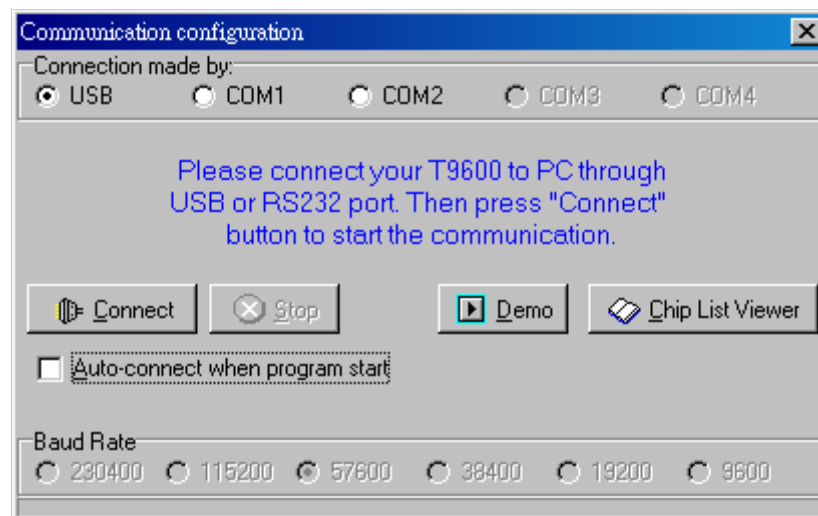 Communication configuration
Connection made by:
USB COM1 COM2 COM3 COM4
Please connect your T9600 to PC through
USB or RS232 port. Then press "Connect"
button to start the communication.
Connect Stop Demo Chip List Viewer
Auto-connect when program start
Baud Rate
230400 115200 57600 38400 19200 9600